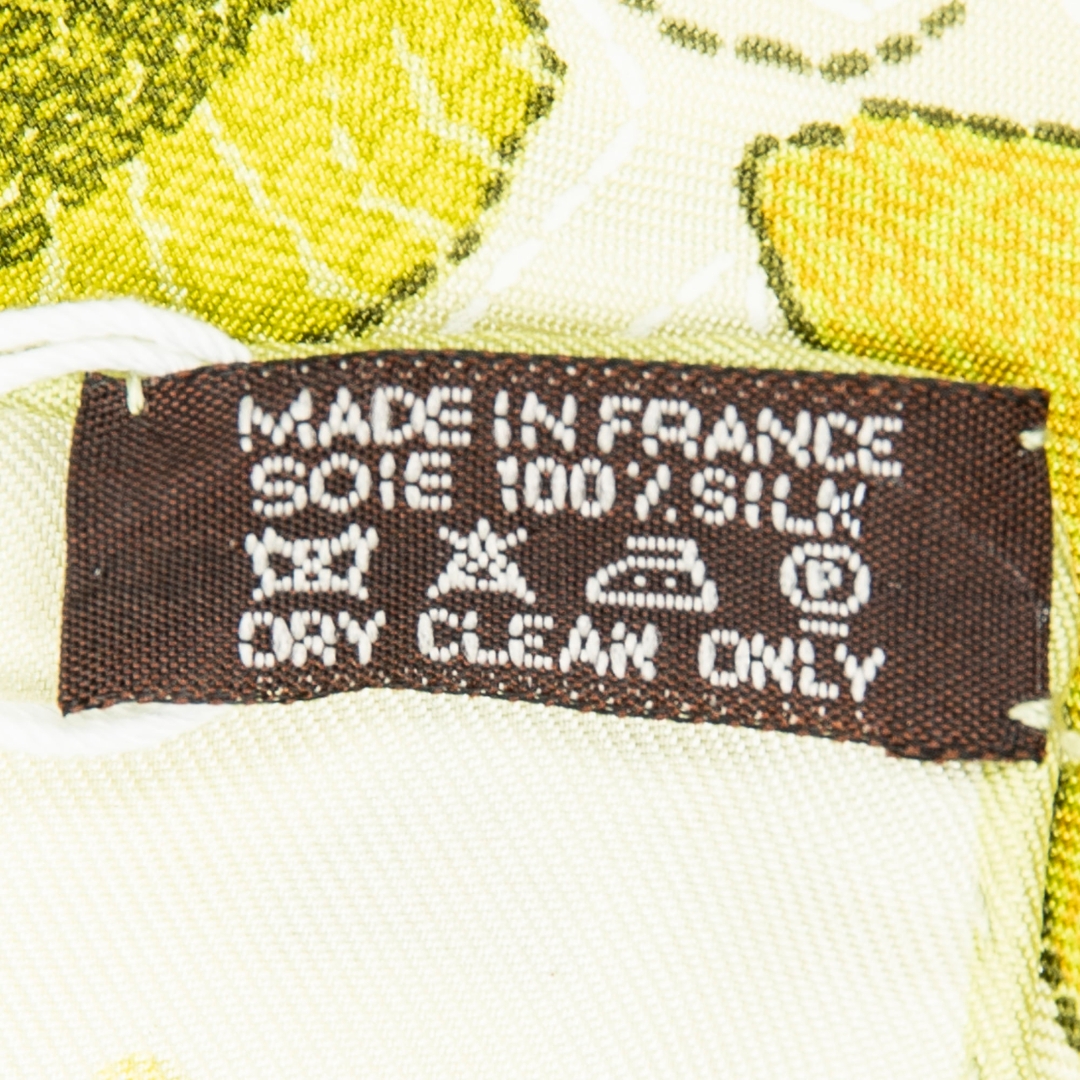 MADE IN FRANCE
SOIE 100% SILK
P
DRY CLEAN ONLY